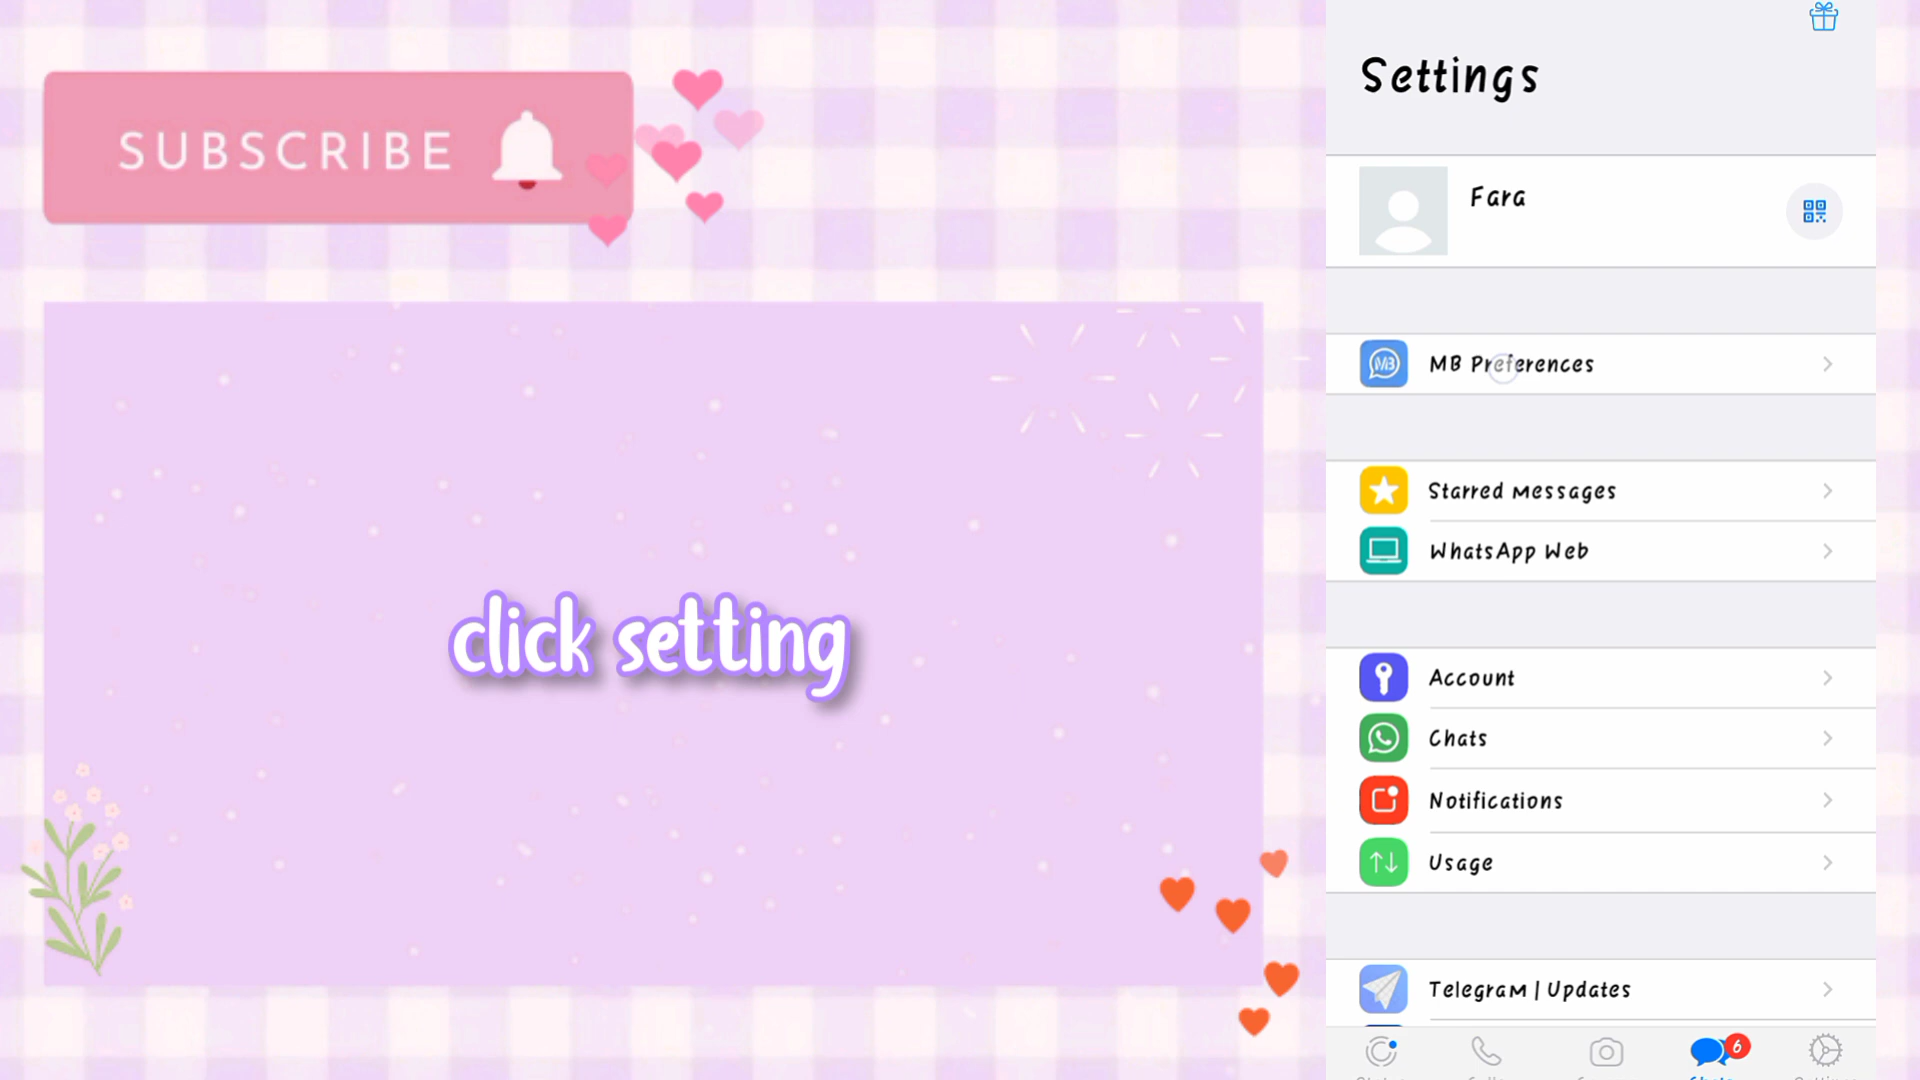 SUBSCRIBE
click setting
Settings
Fara
MB Preferences
Starred messages
WhatsApp Web
Account
Chats
Notifications
Usage
Telegram | Updates
6